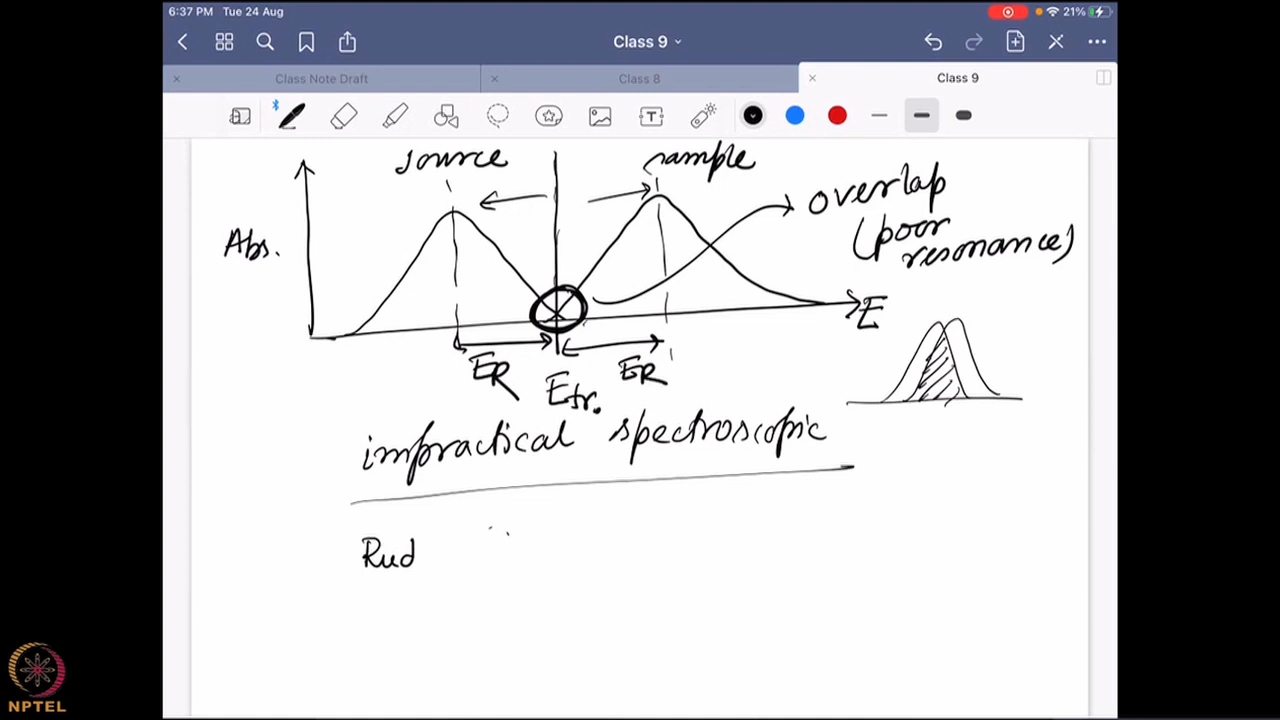 6:37 PM Tue 24 Aug
21%
Class 9
Class Note Draft
Class 8
Class 9
T
source
sample
overlap
(poor
resonance)
Abs.
E
ER
Etr.
ER
impractical spectroscopic
Rud
NPTEL